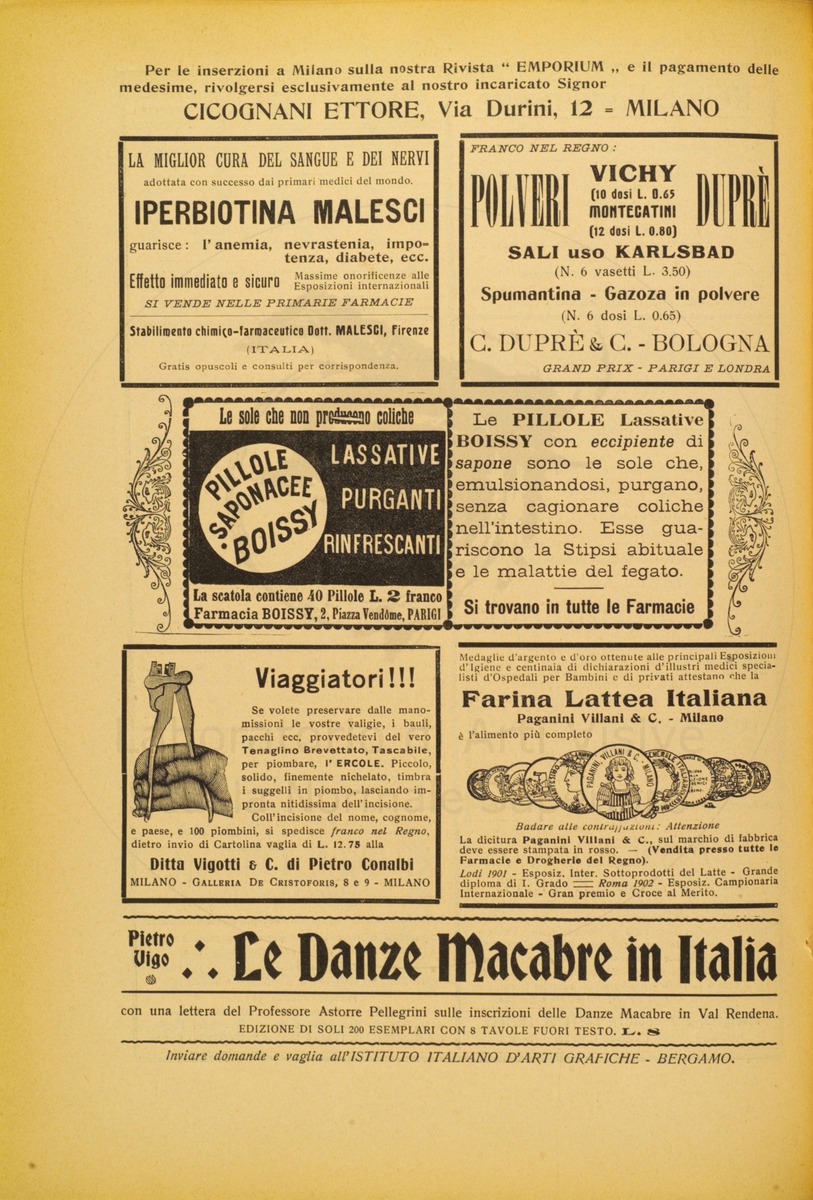 Per le inserzioni a Milano sulla nostra Rivista “ EMPORIUM „ e il pagamento delle
medesime, rivolgersi esclusivamente al nostro incaricato Signor
CICOGNANI ETTORE, Via Durini, 12 = MILANO
LA MIGLIOR CURA DEL SANGUE E DEI NERVI
adottata con successo dai primari medici del mondo.
IPERBIOTINA MALESCI
guarisce : l'anemia, nevrastenia, impo-
tenza, diabete, ecc.
Effetto immediato e sicuro
Massime onorificenze alle
Esposizioni internazionali
SI VENDE NELLE PRIMARIE FARMACIE
Stabilimento chimico-farmaceutico Dott. MALESCI, Firenze
(ITALIA)
Gratis opuscoli e consulti per corrispondenza.
FRANCO NEL REGNO :
POLVERI
VICHY
(10 dosi L. 0.65
MONTECATINI
(12 dosi L. 0.80)
DUPRÈ
SALI uso KARLSBAD
(N. 6 vasetti L. 3.50)
Spumantina - Gazoza in polvere
(N. 6 dosi L. 0.65)
C. DUPRÈ & C. - BOLOGNA
GRAND PRIX - PARIGI E LONDRA
Le sole che non producono coliche
PILLOLE
SAPONACEE
BOISSY
LASSATIVE
PURGANTI
RINFRESCANTI
La scatola contiene 40 Pillole L. 2 franco
Farmacia BOISSY, 2, Piazza Vendôme, PARIGI
Le PILLOLE Lassative
BOISSY con eccipiente di
sapone sono le sole che,
emulsionandosi, purgano,
senza cagionare coliche
nell'intestino. Esse gua-
riscono la Stipsi abituale
e le malattie del fegato.
Si trovano in tutte le Farmacie
Viaggiatori!!!
Se volete preservare dalle mano-
missioni le vostre valigie, i bauli,
pacchi ecc, provvedetevi del vero
Tenaglino Brevettato, Tascabile,
per piombare, l' ERCOLE. Piccolo,
solido, finemente nichelato, timbra
i suggelli in piombo, lasciando im-
pronta nitidissima dell'incisione.
Coll'incisione del nome, cognome,
e paese, e 100 piombini, si spedisce franco nel Regno,
dietro invio di Cartolina vaglia di L. 12.75 alla
Ditta Vigotti & C. di Pietro Conalbi
MILANO - GALLERIA DE CRISTOFORIS, 8 e 9 - MILANO
Medaglie d'argento e d'oro ottenute alle principali Esposizioni
d'Igiene e centinaia di dichiarazioni d'illustri medici specia-
listi d'Ospedali per Bambini e di privati attestano che la
Farina Lattea Italiana
Paganini Villani & C. - Milano
è l'alimento più completo
PAGANINI, VILLANI & C. - MILANO
Badare alle contraffazioni: Attenzione
La dicitura Paganini Villani & C., sul marchio di fabbrica
deve essere stampata in rosso. — (Vendita presso tutte le
Farmacie e Drogherie del Regno).
Lodi 1901 - Esposiz. Inter. Sottoprodotti del Latte - Grande
diploma di I. Grado == Roma 1902 - Esposiz. Campionaria
Internazionale - Gran premio e Croce al Merito.
Pietro
Vigo
Le Danze Macabre in Italia
con una lettera del Professore Astorre Pellegrini sulle inscrizioni delle Danze Macabre in Val Rendena.
EDIZIONE DI SOLI 200 ESEMPLARI CON 8 TAVOLE FUORI TESTO. L. 8
Inviare domande e vaglia all'ISTITUTO ITALIANO D'ARTI GRAFICHE - BERGAMO.